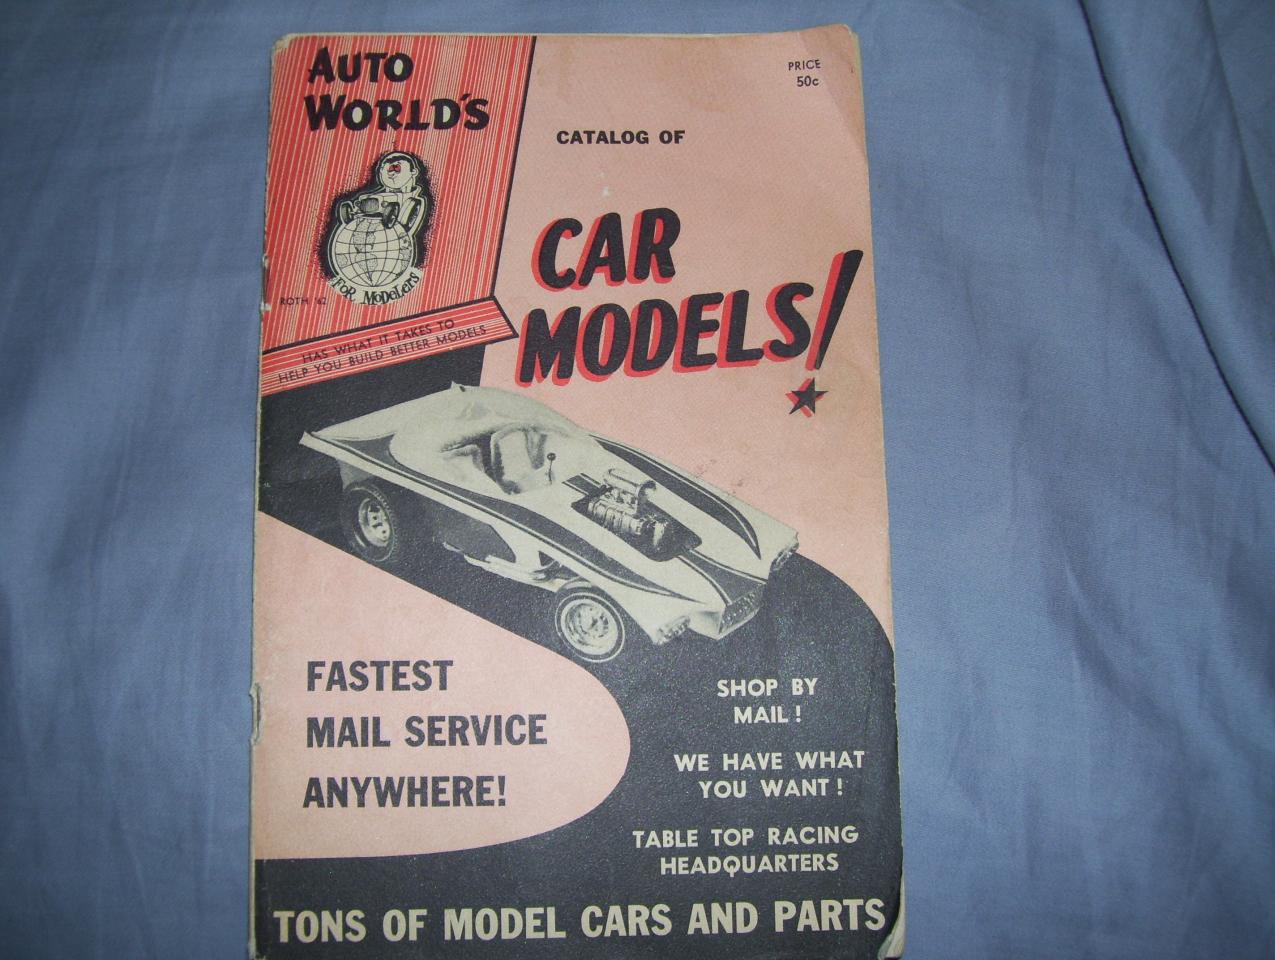 AUTO
WORLD'S
FOR MODELERS
ROTH '62
HAS WHAT IT TAKES TO
HELP YOU BUILD BETTER MODELS
PRICE
50c
CATALOG OF
CAR
MODELS!
FASTEST
MAIL SERVICE
ANYWHERE!
SHOP BY
MAIL!
WE HAVE WHAT
YOU WANT!
TABLE TOP RACING
HEADQUARTERS
TONS OF MODEL CARS AND PARTS